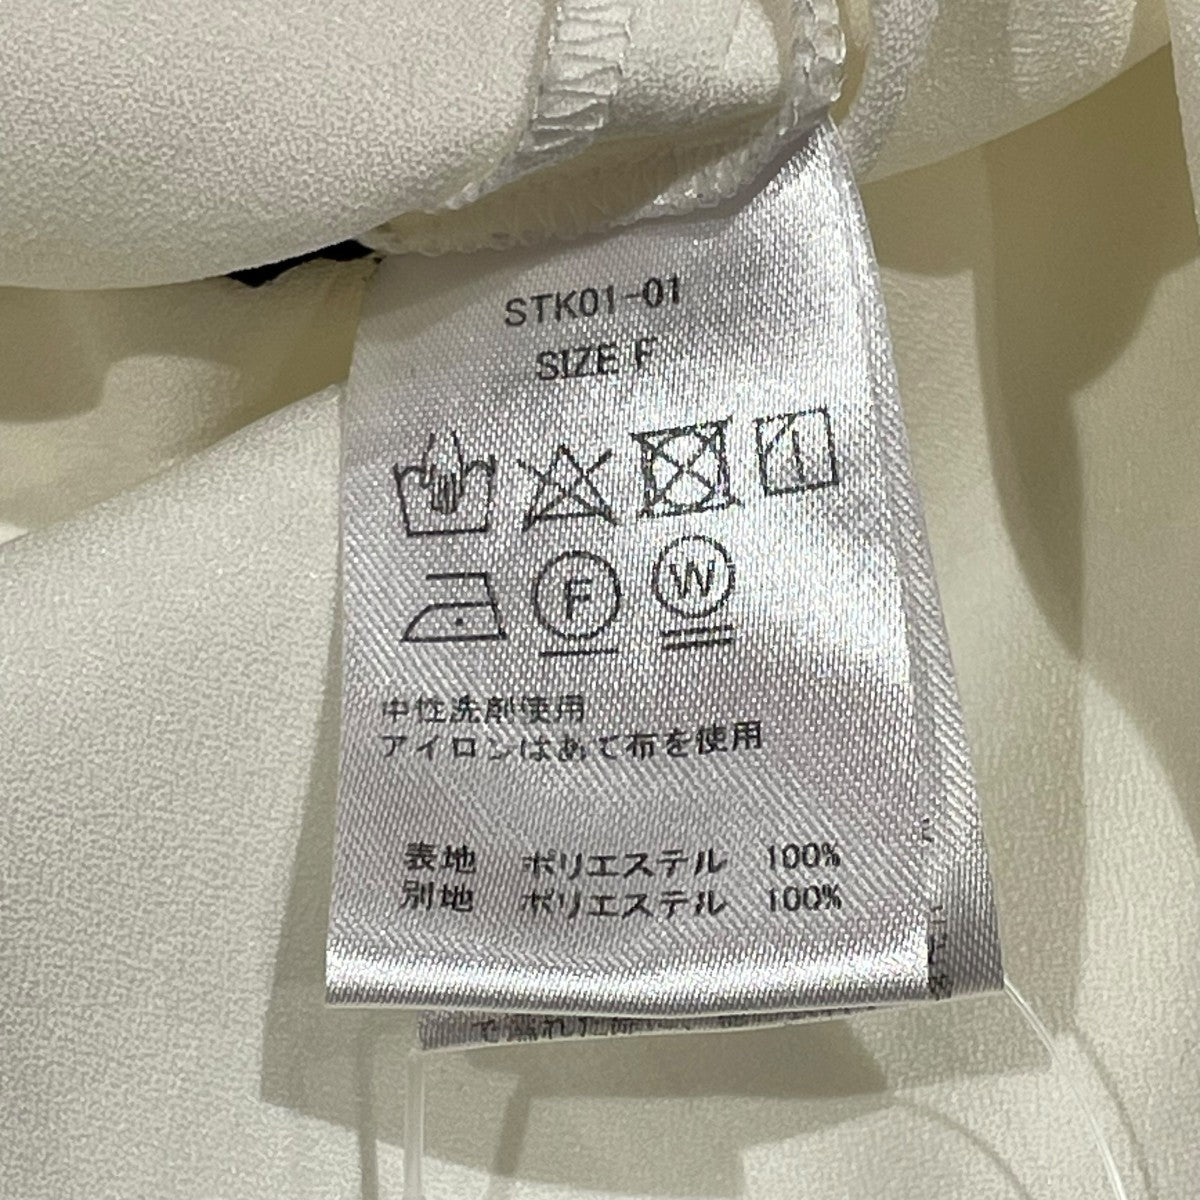 STK01-01
SIZE F
F
W
中性洗剤使用
アイロンはあて布を使用
表地 ポリエステル 100%
別地 ポリエステル 100%